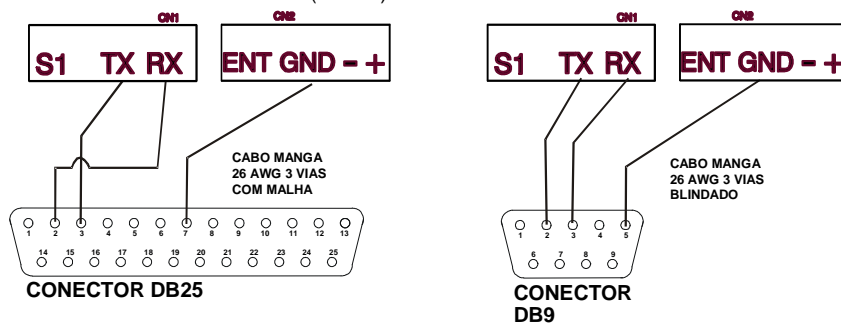 CN1 CN2
S1 TX RX ENT GND - +
CABO MANGA
26 AWG 3 VIAS
COM MALHA
1 2 3 4 5 6 7 8 9 10 11 12 13
14 15 16 17 18 19 20 21 22 23 24 25
CONECTOR DB25
CN1 CN2
S1 TX RX ENT GND - +
CABO MANGA
26 AWG 3 VIAS
BLINDADO
1 2 3 4 5
6 7 8 9
CONECTOR
DB9